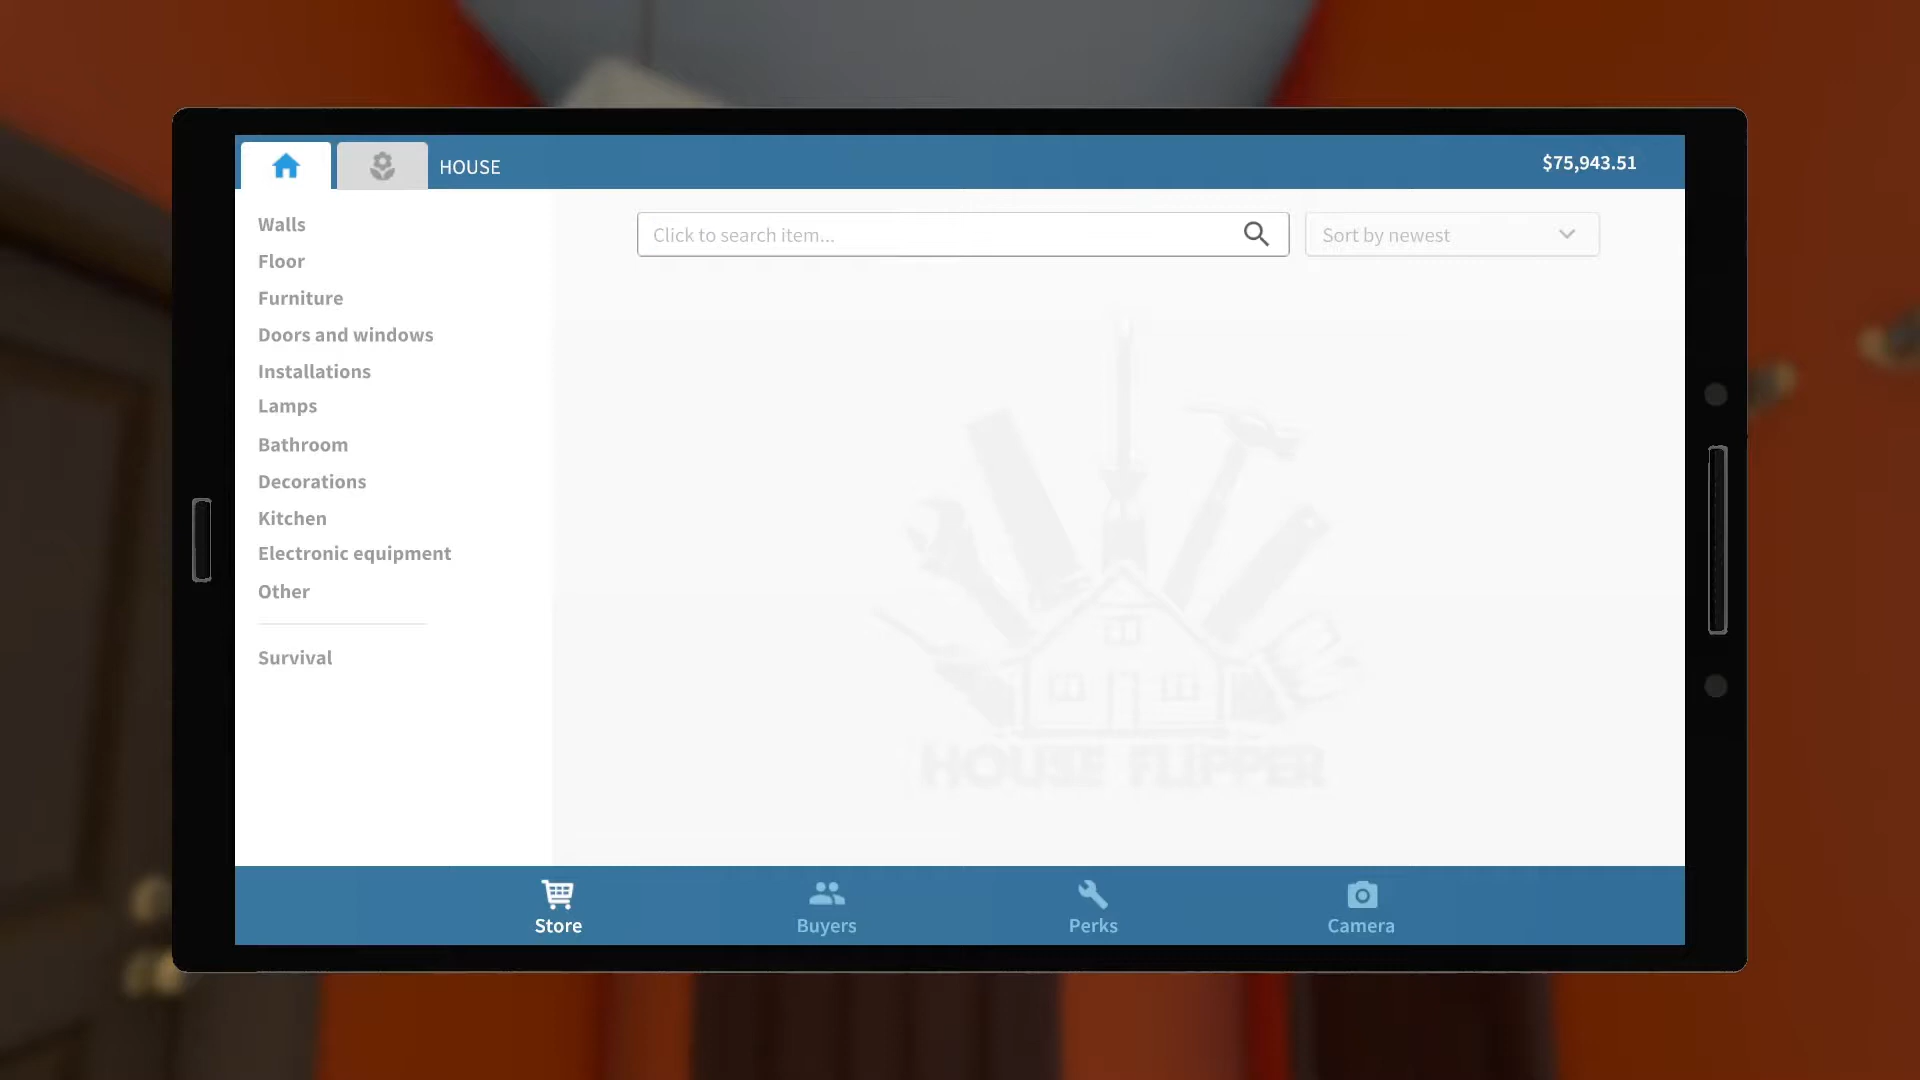 HOUSE
$75,943.51
Walls
Floor
Furniture
Doors and windows
Installations
Lamps
Bathroom
Decorations
Kitchen
Electronic equipment
Other
Survival
Click to search item...
Sort by newest
HOUSE FLIPPER
Store
Buyers
Perks
Camera